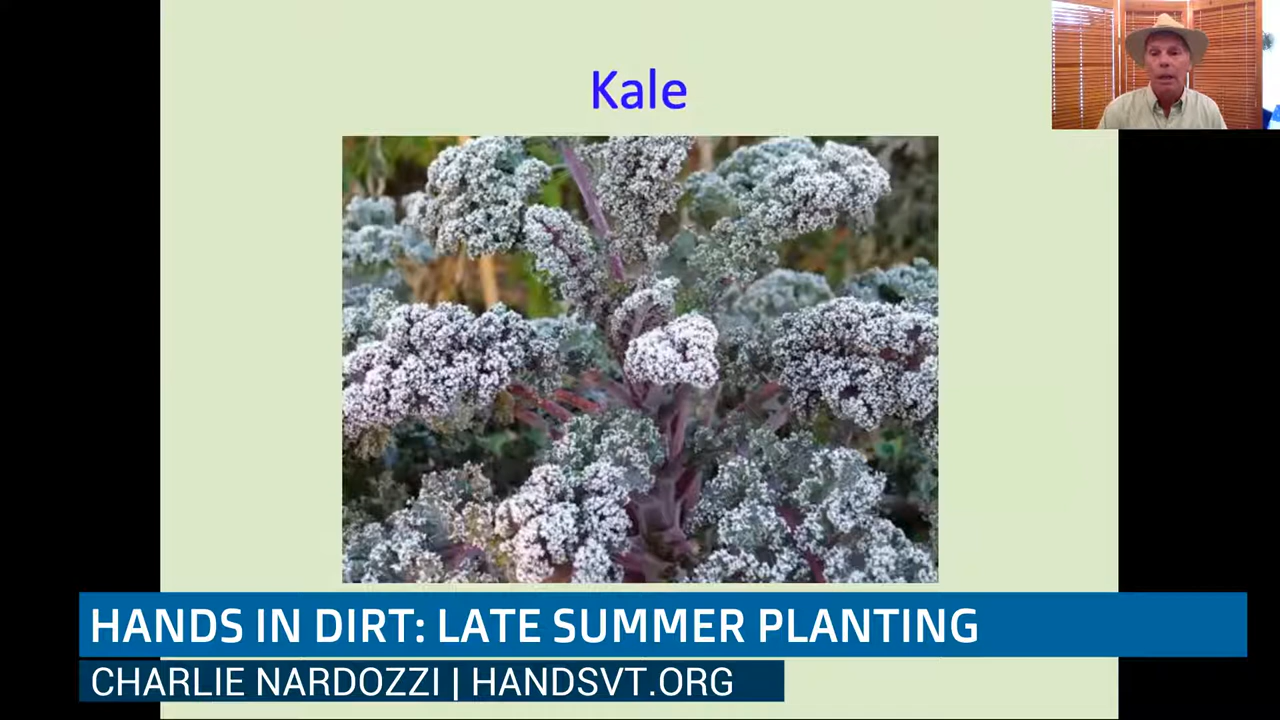 Kale
HANDS IN DIRT: LATE SUMMER PLANTING
CHARLIE NARDOZZI | HANDSVT.ORG